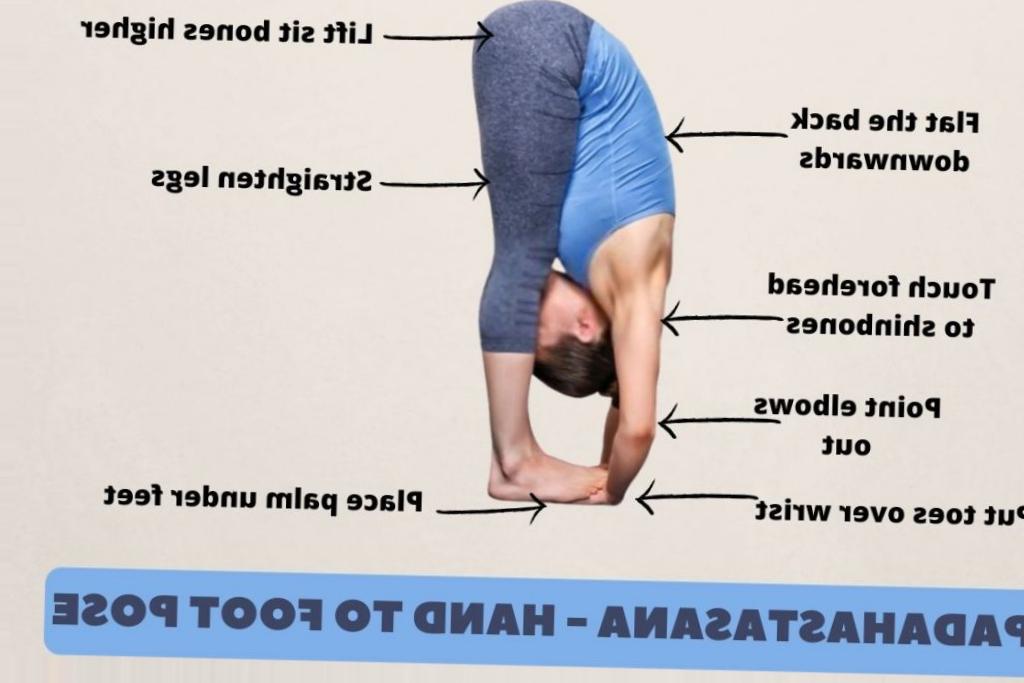 Lift sit bones higher
Flat the back
downwards
Straighten legs
Touch forehead
to shinbones
Point elbows
out
Place palm under feet
Put toes over wrist
PADAHASTASANA - HAND TO FOOT POSE